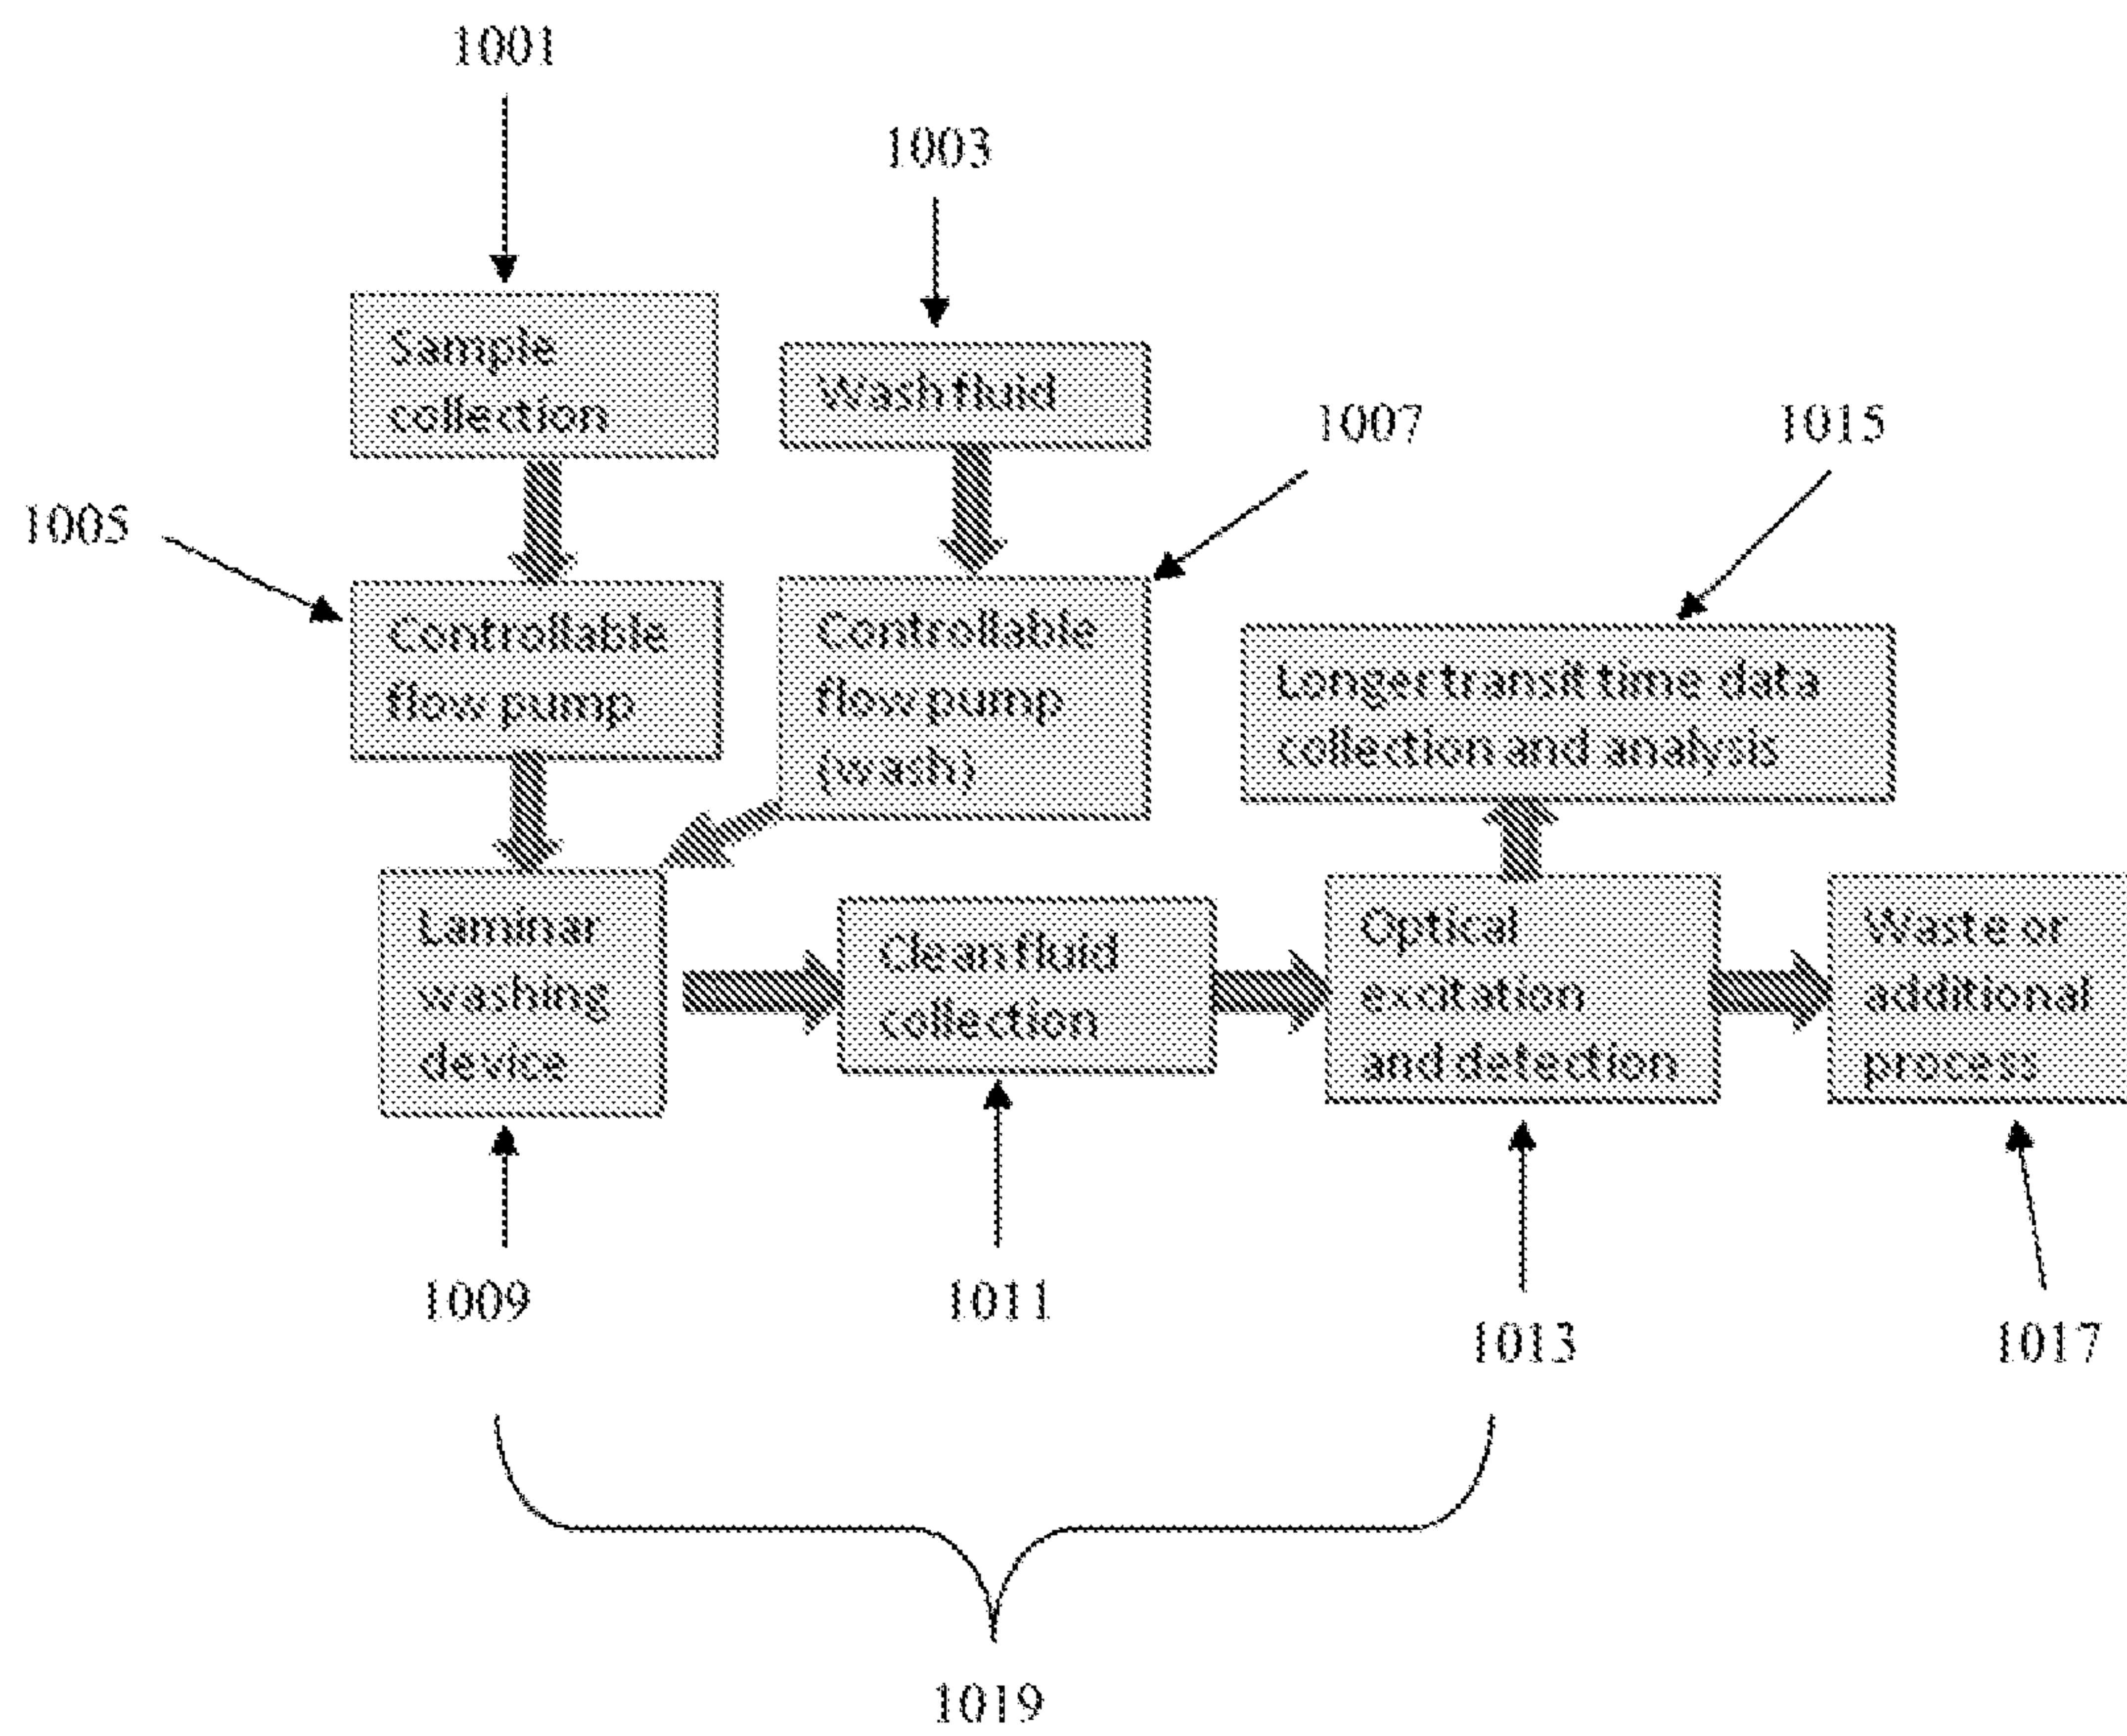 1001
1003
Sample
collection
Wash fluid
1007
1015
1005
Controllable
flow pump
Controllable
flow pump
(wash)
Longer transit time data
collection and analysis
Laminar
washing
device
Clean fluid
collection
Optical
excitation
and detection
Waste or
additional
process
1009
1011
1013
1017
1019